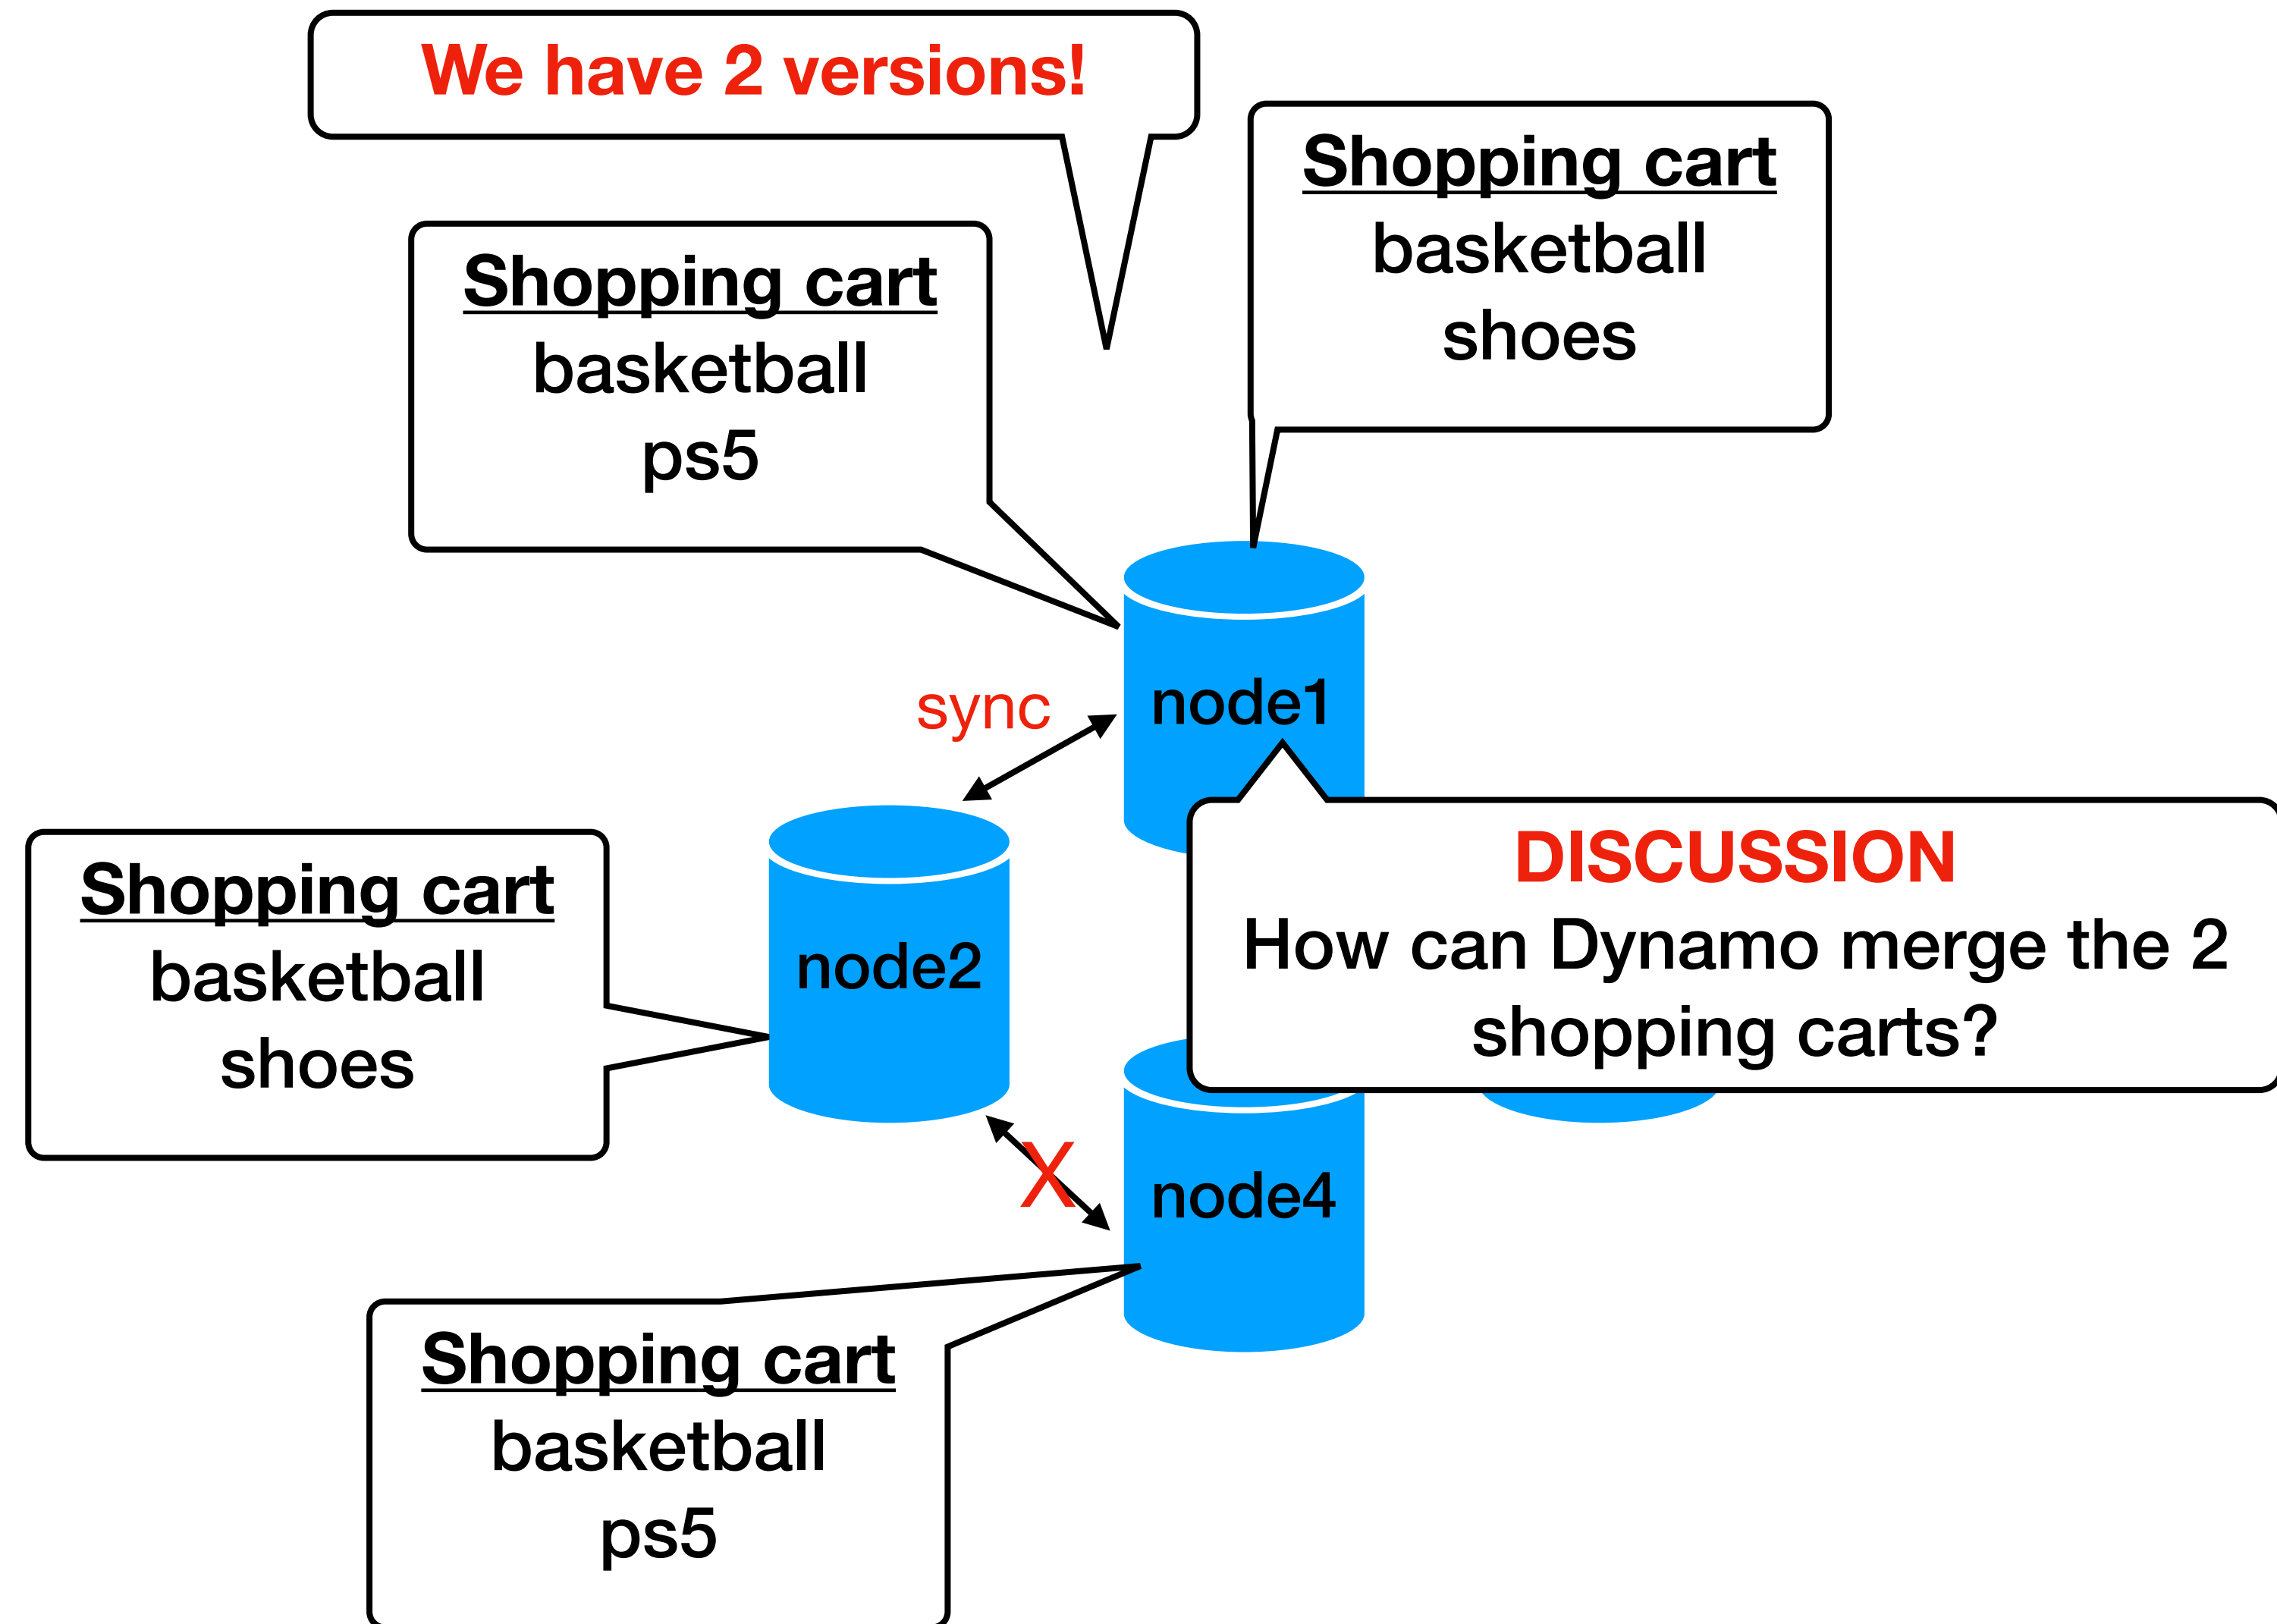 We have 2 versions!
Shopping cart
basketball
shoes
Shopping cart
basketball
ps5
sync
node1
DISCUSSION
How can Dynamo merge the 2
shopping carts?
Shopping cart
basketball
shoes
node2
X
node4
Shopping cart
basketball
ps5